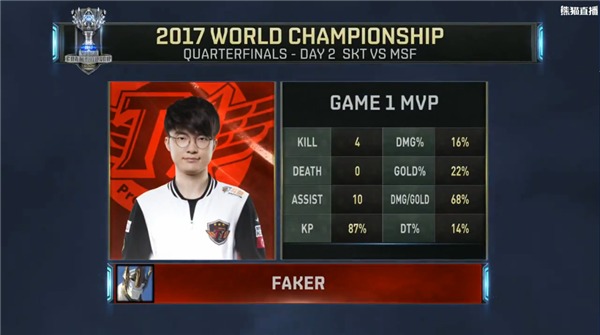 熊猫直播
2017 WORLD CHAMPIONSHIP
QUARTERFINALS - DAY 2 SKT VS MSF
GAME 1 MVP
KILL 4 DMG% 16%
DEATH 0 GOLD% 22%
ASSIST 10 DMG/GOLD 68%
KP 87% DT% 14%
FAKER